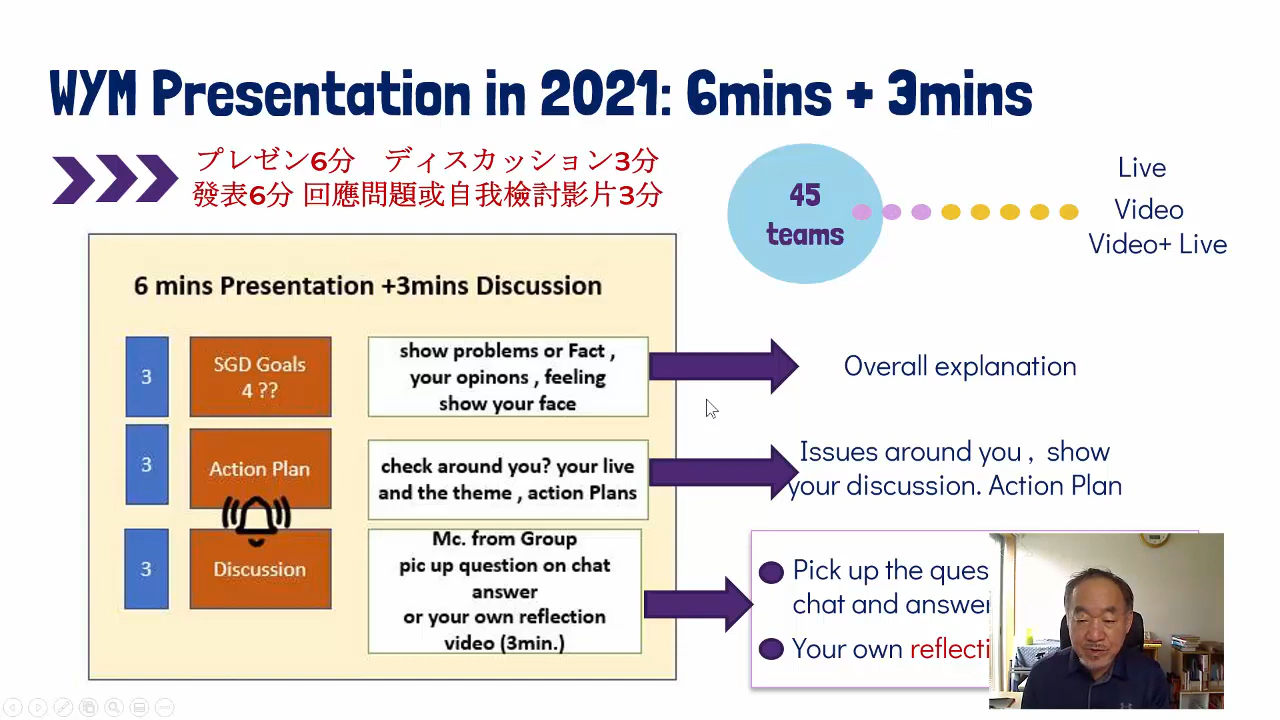 WYM Presentation in 2021: 6mins + 3mins
プレゼン6分　ディスカッション3分
發表6分 回應問題或自我檢討影片3分
45
teams
Live
Video
Video+ Live
6 mins Presentation +3mins Discussion
3
SGD Goals
4 ??
show problems or Fact ,
your opinons , feeling
show your face
Overall explanation
3
Action Plan
check around you? your live
and the theme , action Plans
Issues around you , show
your discussion. Action Plan
3
Discussion
Mc. from Group
pic up question on chat
answer
or your own reflection
video (3min.)
Pick up the ques
chat and answer
Your own reflecti